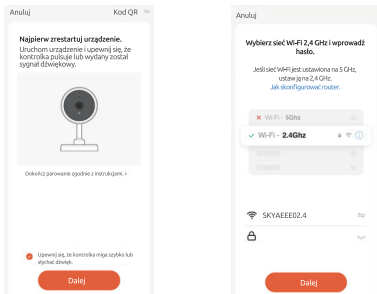 Anuluj
Kod QR
Najpierw zrestartuj urządzenie.
Uruchom urządzenie i upewnij się, że
kontrolka pulsuje lub wydany został
sygnał dźwiękowy.
Dokończ parowanie zgodnie z instrukcjami.
Upewnij się, że kontrolka miga szybko lub
słychać dźwięk.
Dalej
Anuluj
Wybierz sieć Wi-Fi 2,4 GHz i wprowadź
hasło.
Jeśli sieć WiFi jest ustawiona na 5 GHz,
ustaw ją na 2,4 GHz.
Jak skonfigurować router.
Wi-Fi - 5Ghz
Wi-Fi - 2.4Ghz
SKYAEEE02.4
Dalej